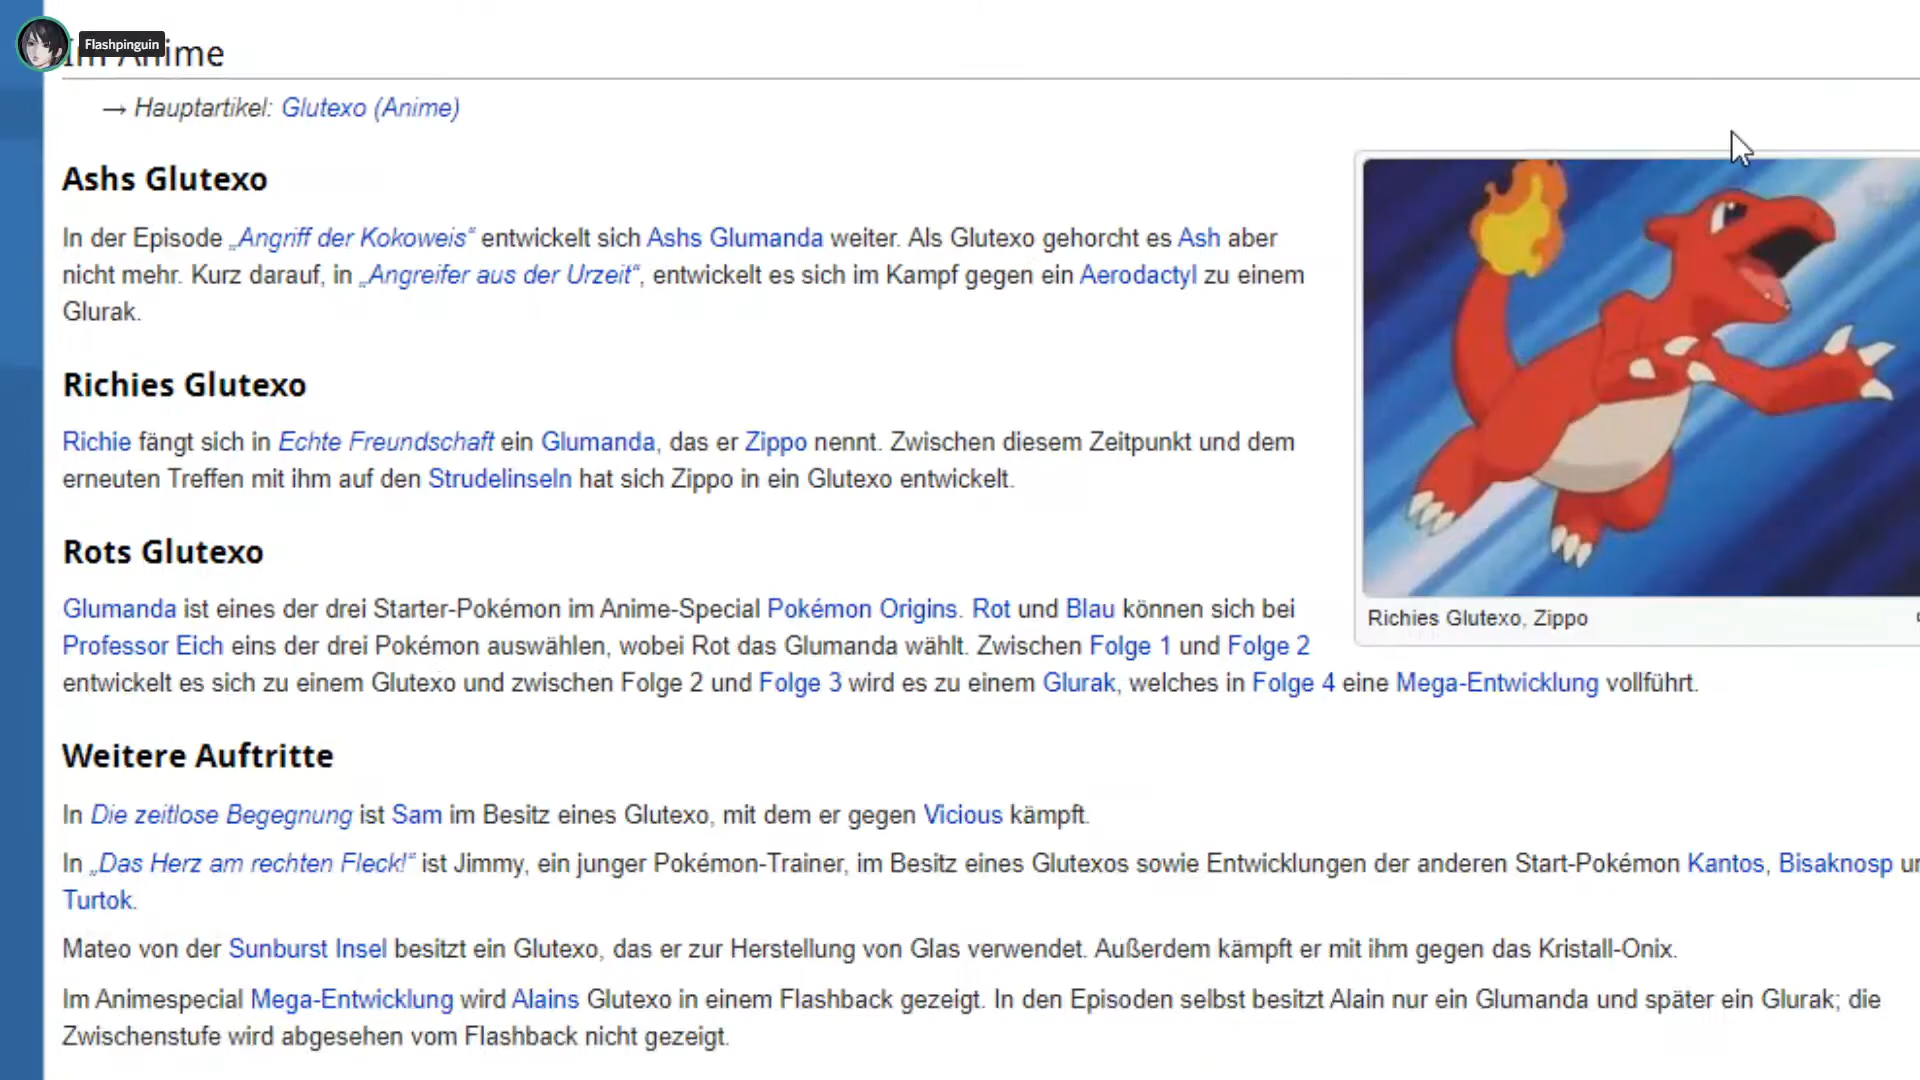 Flashpinguin
Im Anime
→ Hauptartikel: Glutexo (Anime)
Ashs Glutexo
In der Episode „Angriff der Kokoweis“ entwickelt sich Ashs Glumanda weiter. Als Glutexo gehorcht es Ash aber
nicht mehr. Kurz darauf, in „Angreifer aus der Urzeit“, entwickelt es sich im Kampf gegen ein Aerodactyl zu einem
Glurak.
Richies Glutexo
Richie fängt sich in Echte Freundschaft ein Glumanda, das er Zippo nennt. Zwischen diesem Zeitpunkt und dem
erneuten Treffen mit ihm auf den Strudelinseln hat sich Zippo in ein Glutexo entwickelt.
Richies Glutexo, Zippo
Rots Glutexo
Glumanda ist eines der drei Starter-Pokémon im Anime-Special Pokémon Origins. Rot und Blau können sich bei
Professor Eich eins der drei Pokémon auswählen, wobei Rot das Glumanda wählt. Zwischen Folge 1 und Folge 2
entwickelt es sich zu einem Glutexo und zwischen Folge 2 und Folge 3 wird es zu einem Glurak, welches in Folge 4 eine Mega-Entwicklung vollführt.
Weitere Auftritte
In Die zeitlose Begegnung ist Sam im Besitz eines Glutexo, mit dem er gegen Vicious kämpft.
In „Das Herz am rechten Fleck!“ ist Jimmy, ein junger Pokémon-Trainer, im Besitz eines Glutexos sowie Entwicklungen der anderen Start-Pokémon Kantos, Bisaknosp
Turtok.
Mateo von der Sunburst Insel besitzt ein Glutexo, das er zur Herstellung von Glas verwendet. Außerdem kämpft er mit ihm gegen das Kristall-Onix.
Im Animespecial Mega-Entwicklung wird Alains Glutexo in einem Flashback gezeigt. In den Episoden selbst besitzt Alain nur ein Glumanda und später ein Glurak; die
Zwischenstufe wird abgesehen vom Flashback nicht gezeigt.